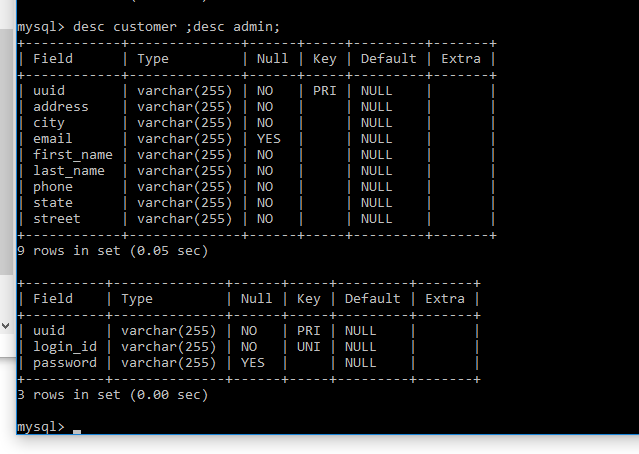 mysql> desc customer ;desc admin;
+------------+--------------+------+-----+---------+-------+
| Field      | Type         | Null | Key | Default | Extra |
+------------+--------------+------+-----+---------+-------+
| uuid       | varchar(255) | NO   | PRI | NULL    |       |
| address    | varchar(255) | NO   |     | NULL    |       |
| city       | varchar(255) | NO   |     | NULL    |       |
| email      | varchar(255) | YES  |     | NULL    |       |
| first_name | varchar(255) | NO   |     | NULL    |       |
| last_name  | varchar(255) | NO   |     | NULL    |       |
| phone      | varchar(255) | NO   |     | NULL    |       |
| state      | varchar(255) | NO   |     | NULL    |       |
| street     | varchar(255) | NO   |     | NULL    |       |
+------------+--------------+------+-----+---------+-------+
9 rows in set (0.05 sec)

+----------+--------------+------+-----+---------+-------+
| Field    | Type         | Null | Key | Default | Extra |
+----------+--------------+------+-----+---------+-------+
| uuid     | varchar(255) | NO   | PRI | NULL    |       |
| login_id | varchar(255) | NO   | UNI | NULL    |       |
| password | varchar(255) | YES  |     | NULL    |       |
+----------+--------------+------+-----+---------+-------+
3 rows in set (0.00 sec)

mysql> _